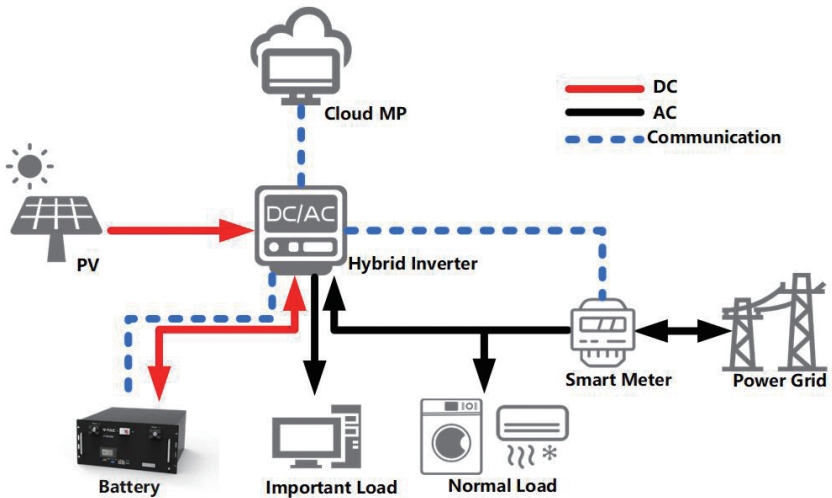 Cloud MP
DC
AC
Communication
DC/AC
PV
Hybrid Inverter
Smart Meter
Power Grid
Battery
Important Load
Normal Load